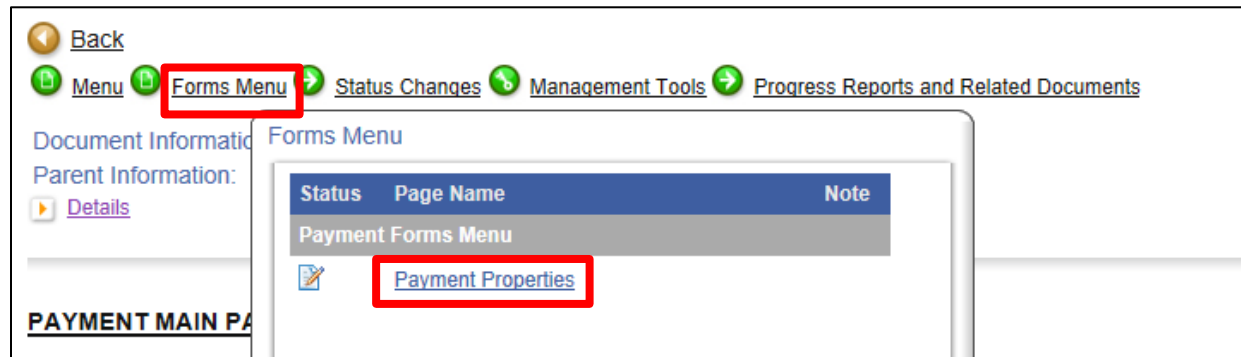 Back
Menu Forms Menu Status Changes Management Tools Progress Reports and Related Documents
Document Informatio
Parent Information:
Details
Forms Menu
Status Page Name Note
Payment Forms Menu
Payment Properties
PAYMENT MAIN PA